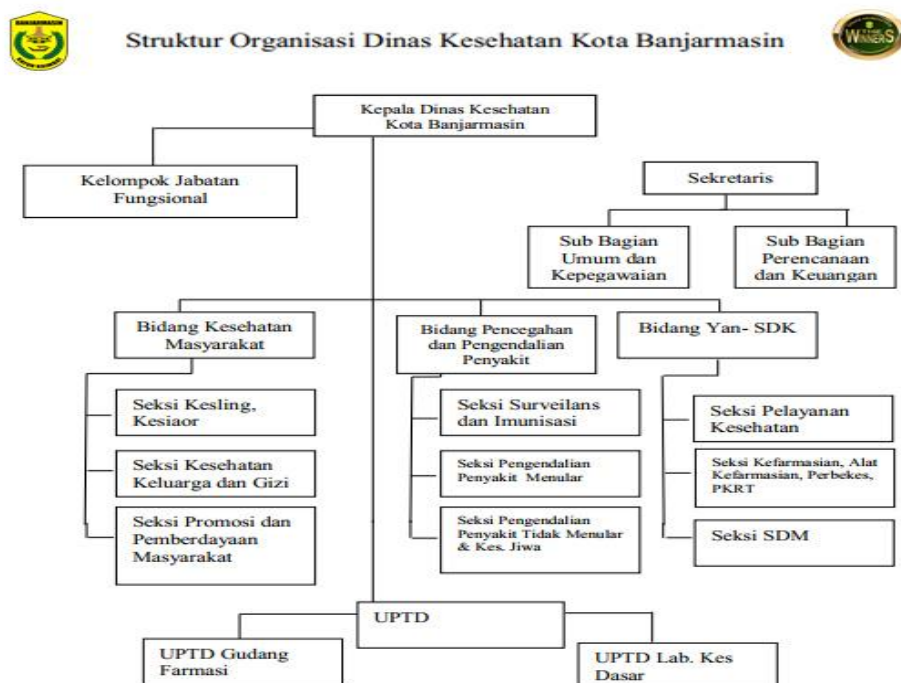 BANJARMASIN
Struktur Organisasi Dinas Kesehatan Kota Banjarmasin
THE
WINNERS
Kepala Dinas Kesehatan
Kota Banjarmasin
Kelompok Jabatan
Fungsional
Sekretaris
Sub Bagian
Umum dan
Kepegawaian
Sub Bagian
Perencanaan
dan Keuangan
Bidang Kesehatan
Masyarakat
Bidang Pencegahan
dan Pengendalian
Penyakit
Bidang Yan- SDK
Seksi Kesling,
Kesiaor
Seksi Kesehatan
Keluarga dan Gizi
Seksi Promosi dan
Pemberdayaan
Masyarakat
Seksi Surveilans
dan Imunisasi
Seksi Pengendalian
Penyakit Menular
Seksi Pengendalian
Penyakit Tidak Menular
& Kes. Jiwa
Seksi Pelayanan
Kesehatan
Seksi Kefarmasian, Alat
Kefarmasian, Perbekes,
PKRT
Seksi SDM
UPTD
UPTD Gudang
Farmasi
UPTD Lab. Kes
Dasar